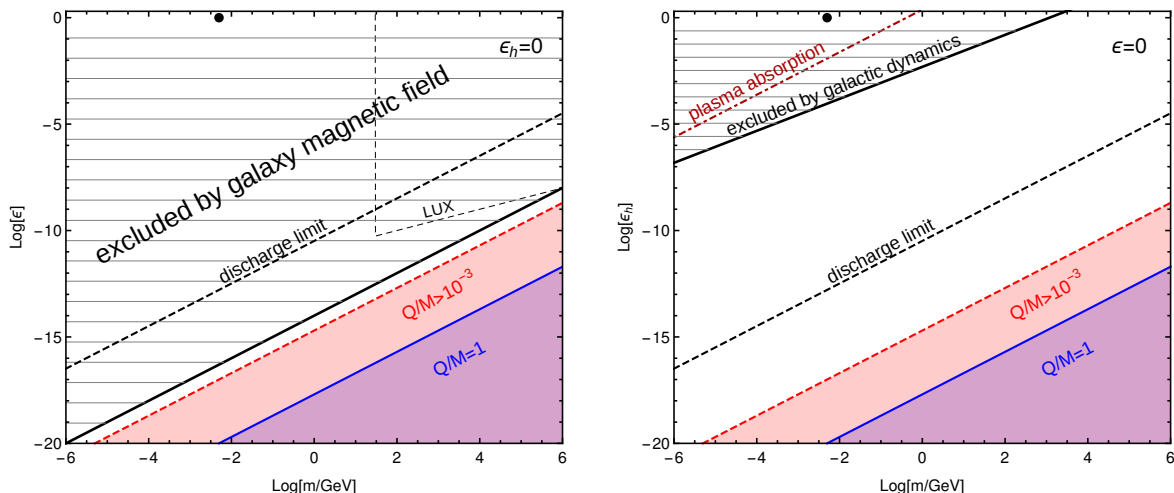 0
-5
-10
-15
-20
-6
-4
-2
0
2
4
6
Log[ϵ]
Log[m/GeV]
ϵh=0
excluded by galaxy magnetic field
discharge limit
LUX
Q/M>10⁻³
Q/M=1
0
-5
-10
-15
-20
-6
-4
-2
0
2
4
6
Log[ϵh]
Log[m/GeV]
ϵ=0
plasma absorption
excluded by galactic dynamics
discharge limit
Q/M>10⁻³
Q/M=1